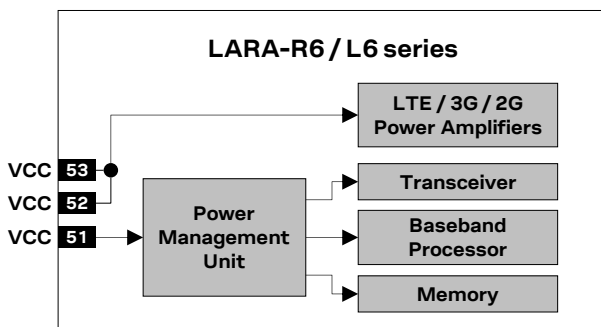 LARA-R6 / L6 series
LTE / 3G / 2G
Power Amplifiers
VCC 53
VCC 52
VCC 51
Power
Management
Unit
Transceiver
Baseband
Processor
Memory